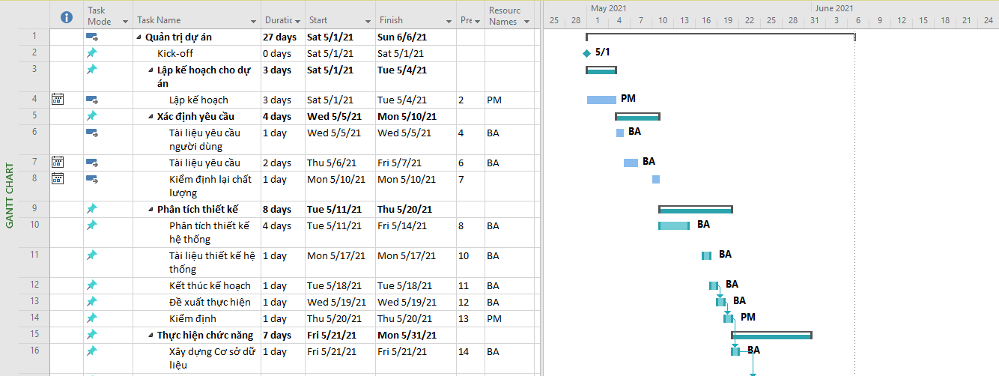 Task Mode Task Name Duratic Start Finish Pre Resourc Names May 2021 June 2021
25 28 1 4 7 10 13 16 19 22 25 28 31 3 6 9 12 15 18 21 24
GANTT CHART
1 Quản trị dự án 27 days Sat 5/1/21 Sun 6/6/21
2 Kick-off 0 days Sat 5/1/21 Sat 5/1/21 5/1
3 Lập kế hoạch cho dự án 3 days Sat 5/1/21 Tue 5/4/21
4 Lập kế hoạch 3 days Sat 5/1/21 Tue 5/4/21 2 PM PM
5 Xác định yêu cầu 4 days Wed 5/5/21 Mon 5/10/21
6 Tài liệu yêu cầu người dùng 1 day Wed 5/5/21 Wed 5/5/21 4 BA BA
7 Tài liệu yêu cầu 2 days Thu 5/6/21 Fri 5/7/21 6 BA BA
8 Kiểm định lại chất lượng 1 day Mon 5/10/21 Mon 5/10/21 7
9 Phân tích thiết kế 8 days Tue 5/11/21 Thu 5/20/21
10 Phân tích thiết kế hệ thống 4 days Tue 5/11/21 Fri 5/14/21 8 BA BA
11 Tài liệu thiết kế hệ thống 1 day Mon 5/17/21 Mon 5/17/21 10 BA BA
12 Kết thúc kế hoạch 1 day Tue 5/18/21 Tue 5/18/21 11 BA BA
13 Đề xuất thực hiện 1 day Wed 5/19/21 Wed 5/19/21 12 BA BA
14 Kiểm định 1 day Thu 5/20/21 Thu 5/20/21 13 PM PM
15 Thực hiện chức năng 7 days Fri 5/21/21 Mon 5/31/21
16 Xây dựng Cơ sở dữ liệu 1 day Fri 5/21/21 Fri 5/21/21 14 BA BA